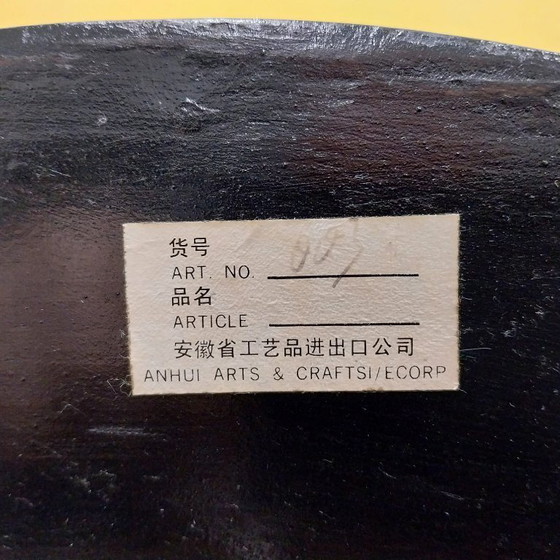 货号
ART. NO.
品名
ARTICLE
安徽省工艺品进出口公司
ANHUI ARTS & CRAFTSI/ECORP